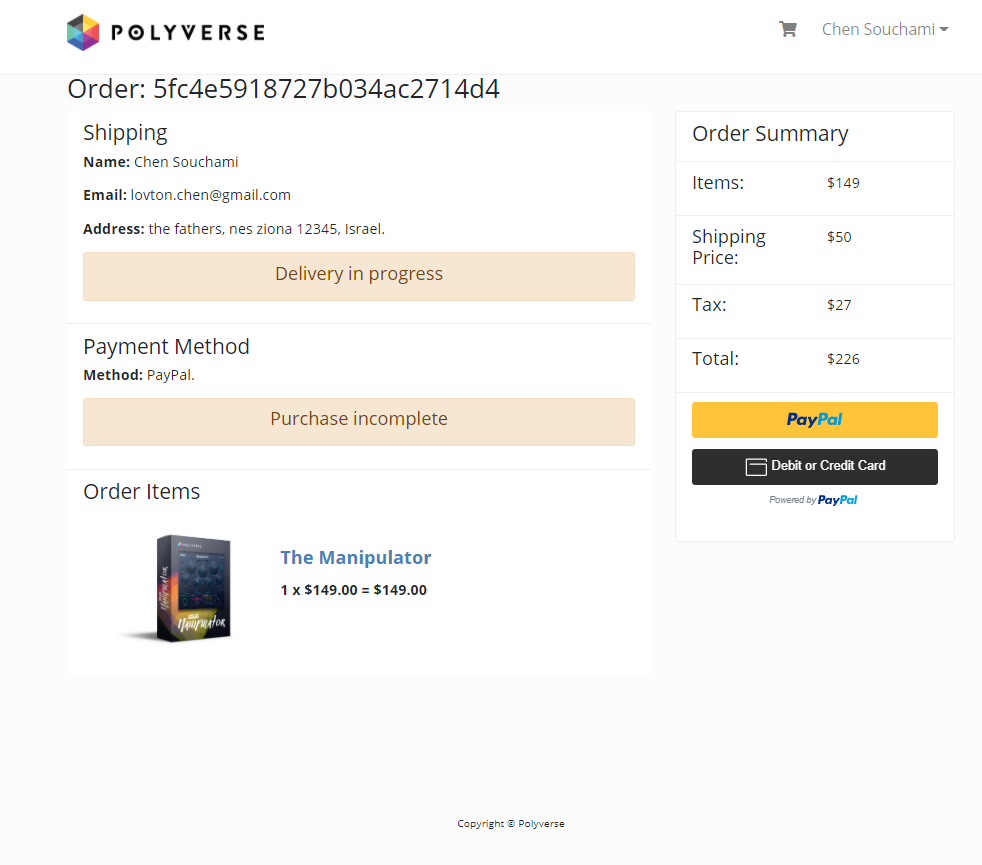 POLYVERSE
Chen Souchami
Order: 5fc4e5918727b034ac2714d4
Shipping
Name: Chen Souchami
Email: lovton.chen@gmail.com
Address: the fathers, nes ziona 12345, Israel.
Delivery in progress
Payment Method
Method: PayPal.
Purchase incomplete
Order Items
POLYVERSE
Manipulator
Manipulator
The Manipulator
1 x $149.00 = $149.00
Order Summary
Items: $149
Shipping Price: $50
Tax: $27
Total: $226
PayPal
Debit or Credit Card
Powered by PayPal
Copyright © Polyverse